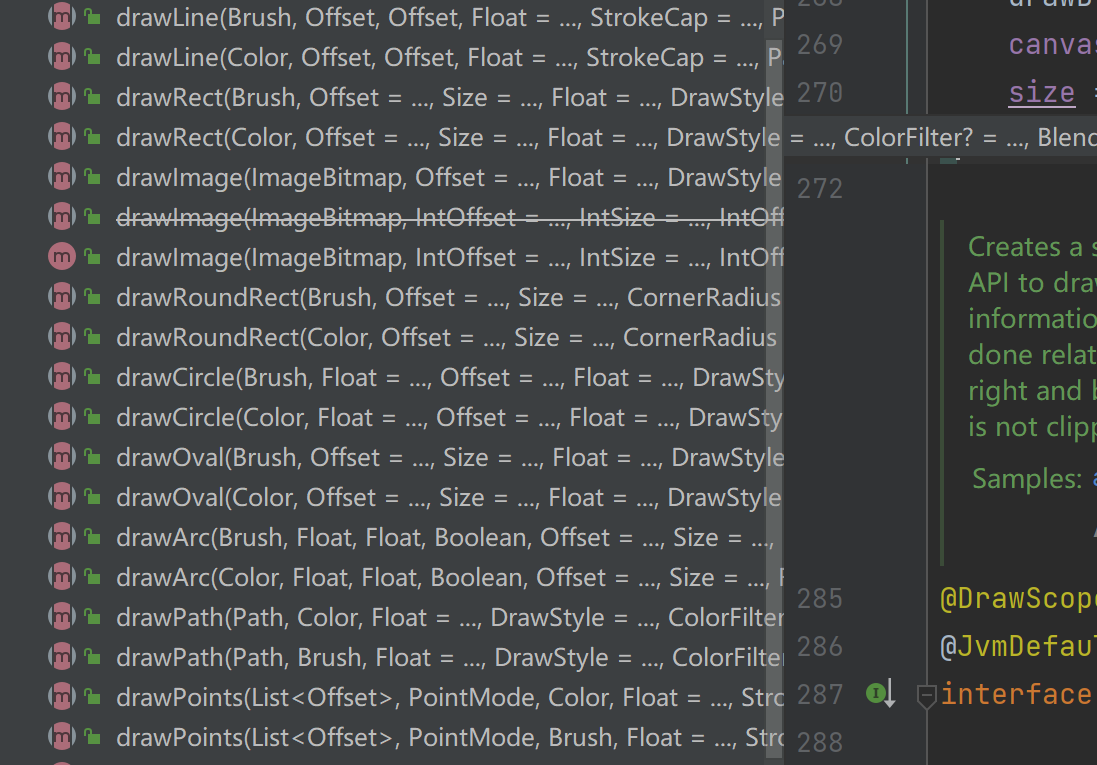 drawLine(Brush, Offset, Offset, Float = ..., StrokeCap = ..., P
drawLine(Color, Offset, Offset, Float = ..., StrokeCap = ...,
drawRect(Brush, Offset = ..., Size = ..., Float = ..., DrawStyle
drawRect(Color, Offset = ..., Size = ..., Float = ..., DrawStyle = ..., ColorFilter? = ..., Blend
drawImage(ImageBitmap, Offset = ..., Float = ..., DrawStyle
drawImage(ImageBitmap, IntOffset = ..., IntSize = ..., IntOff
drawImage(ImageBitmap, IntOffset = ..., IntSize = ..., IntOff
drawRoundRect(Brush, Offset = ..., Size = ..., CornerRadius
drawRoundRect(Color, Offset = ..., Size = ..., CornerRadius
drawCircle(Brush, Float = ..., Offset = ..., Float = ..., DrawSty
drawCircle(Color, Float = ..., Offset = ..., Float = ..., DrawSty
drawOval(Brush, Offset = ..., Size = ..., Float = ..., DrawStyle
drawOval(Color, Offset = ..., Size = ..., Float = ..., DrawStyle
drawArc(Brush, Float, Float, Boolean, Offset = ..., Size = ...,
drawArc(Color, Float, Float, Boolean, Offset = ..., Size = ...,
drawPath(Path, Color, Float = ..., DrawStyle = ..., ColorFilter
drawPath(Path, Brush, Float = ..., DrawStyle = ..., ColorFilte
drawPoints(List<Offset>, PointMode, Color, Float = ..., Stro
drawPoints(List<Offset>, PointMode, Brush, Float = ..., Stro
269 canvas
270 size =
272
Creates a s
API to draw
informatio
done relat
right and b
is not clipp
Samples:
285 @DrawScope
286 @JvmDefaul
287 interface
288